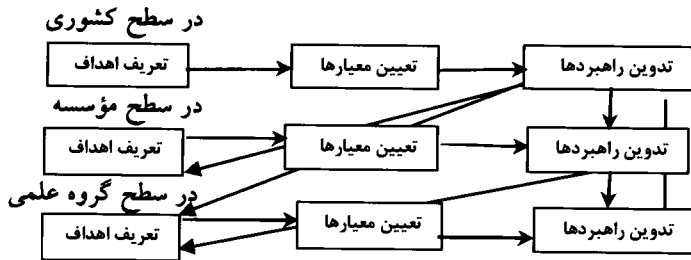 در سطح کشوری
تعریف اهداف
تعیین معیارها
تدوین راهبردها
در سطح مؤسسه
تعریف اهداف
تعیین معیارها
تدوین راهبردها
در سطح گروه علمی
تعریف اهداف
تعیین معیارها
تدوین راهبردها